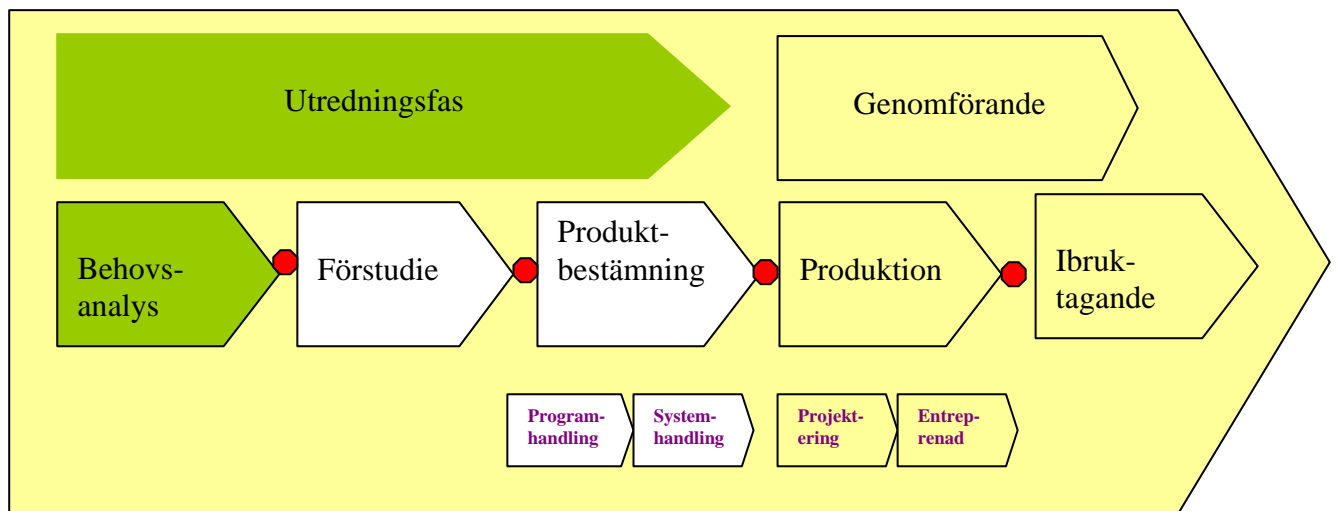 Utredningsfas
Genomförande
Behovs-
analys
Förstudie
Produkt-
bestämning
Produktion
Ibruk-
tagande
Program-
handling
System-
handling
Projekt-
ering
Entrep-
renad